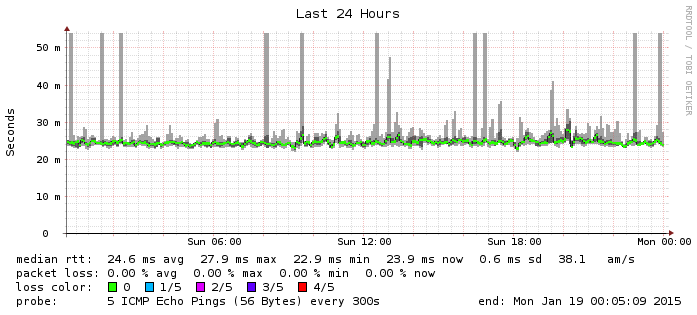 Last 24 Hours
RRDTOOL / TOBI OETIKER
Seconds
50 m
40 m
30 m
20 m
10 m
0
Sun 06:00 Sun 12:00 Sun 18:00 Mon 00:00
median rtt: 24.6 ms avg 27.9 ms max 22.9 ms min 23.9 ms now 0.6 ms sd 38.1 am/s
packet loss: 0.00 % avg 0.00 % max 0.00 % min 0.00 % now
loss color: 0 1/5 2/5 3/5 4/5
probe: 5 ICMP Echo Pings (56 Bytes) every 300s end: Mon Jan 19 00:05:09 2015